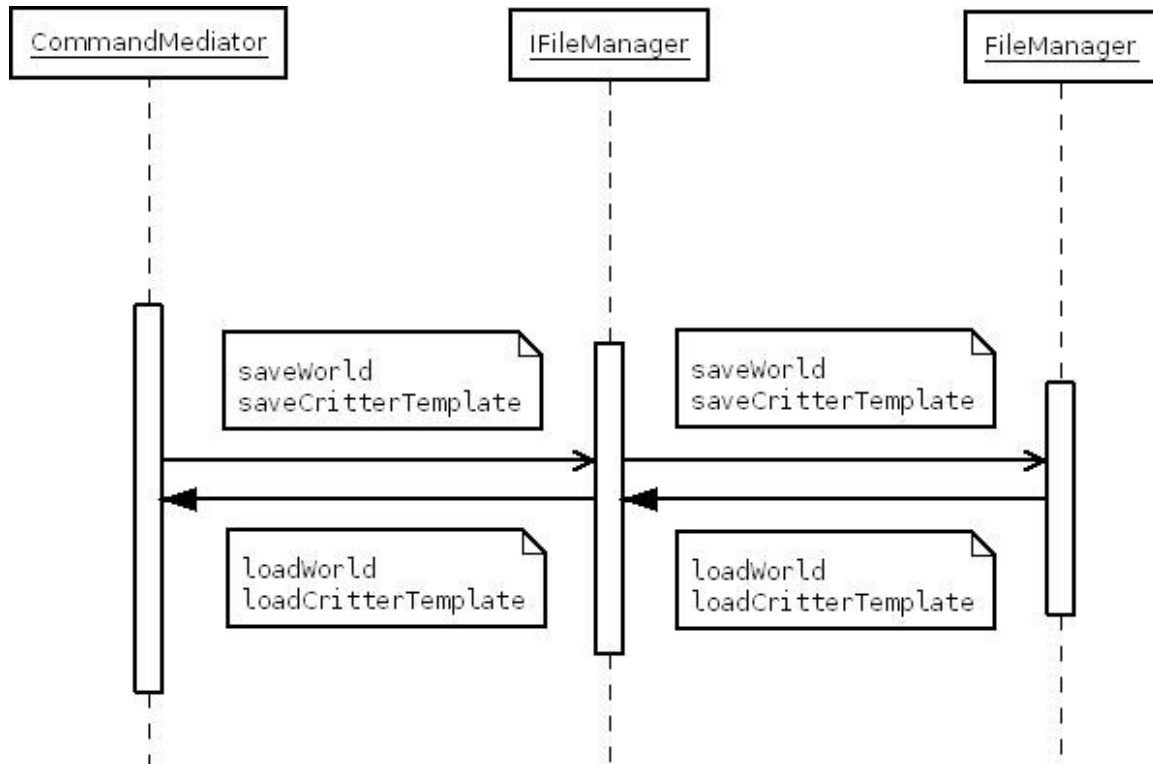 CommandMediator
IFileManager
FileManager
saveWorld
saveCritterTemplate
saveWorld
saveCritterTemplate
loadWorld
loadCritterTemplate
loadWorld
loadCritterTemplate